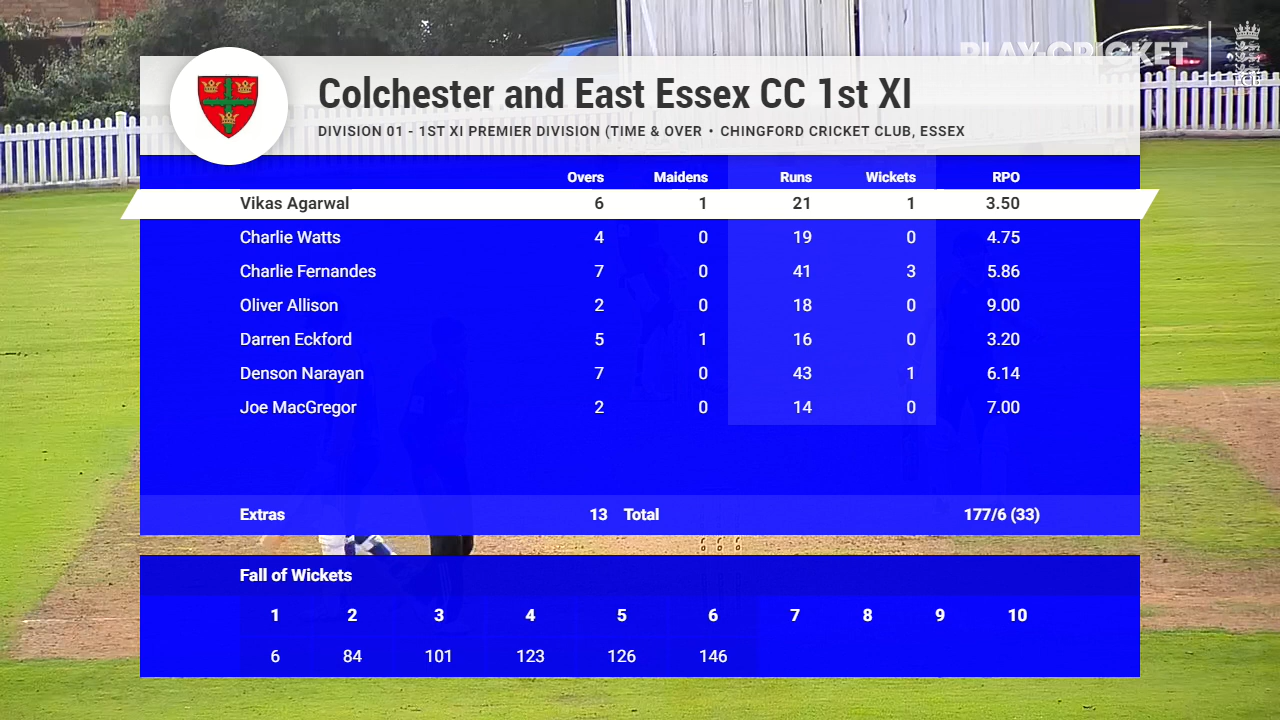 PLAY-CRICKET
Colchester and East Essex CC 1st XI
DIVISION 01 - 1ST XI PREMIER DIVISION (TIME & OVER • CHINGFORD CRICKET CLUB, ESSEX
Overs Maidens Runs Wickets RPO
Vikas Agarwal 6 1 21 1 3.50
Charlie Watts 4 0 19 0 4.75
Charlie Fernandes 7 0 41 3 5.86
Oliver Allison 2 0 18 0 9.00
Darren Eckford 5 1 16 0 3.20
Denson Narayan 7 0 43 1 6.14
Joe MacGregor 2 0 14 0 7.00
Extras 13 Total 177/6 (33)
Fall of Wickets
1 2 3 4 5 6 7 8 9 10
6 84 101 123 126 146